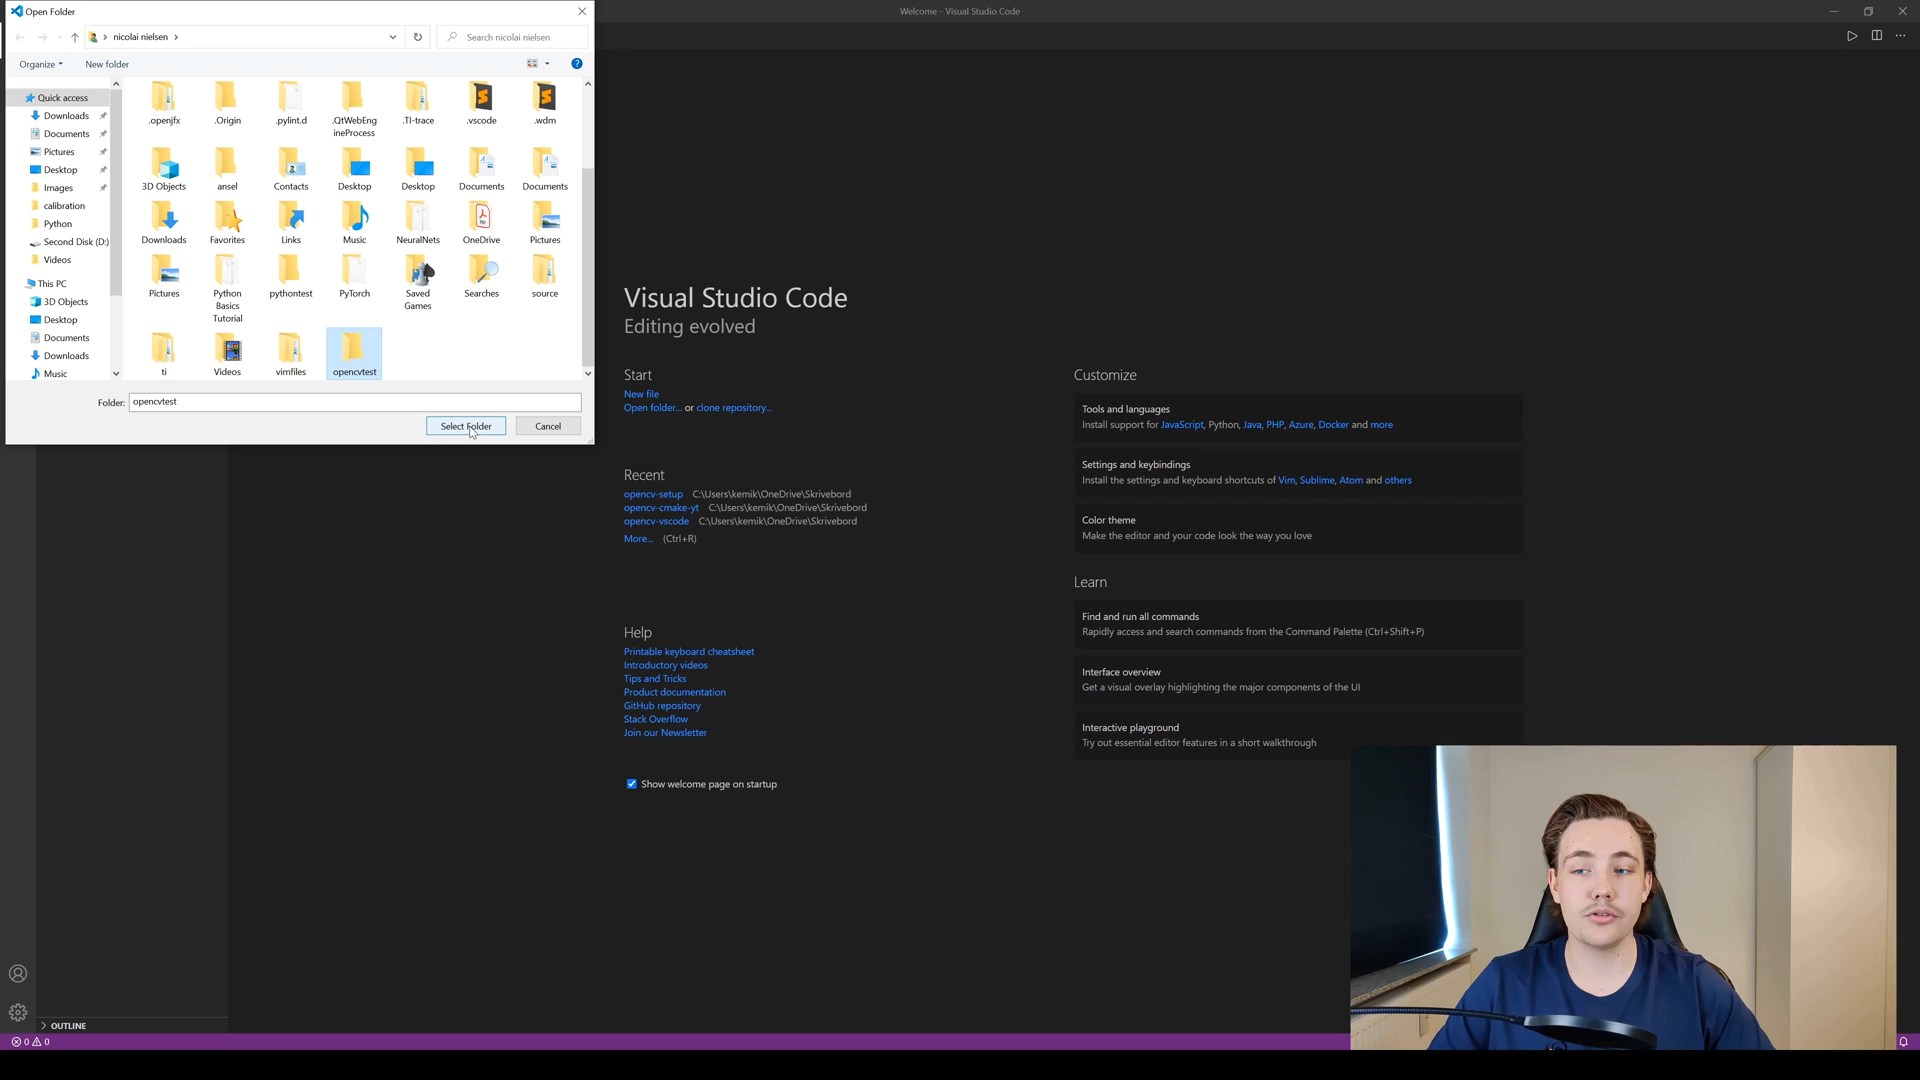 Open Folder
Welcome - Visual Studio Code
nicolai nielsen
Search nicolai nielsen
Organize
New folder
Quick access
Downloads
Documents
Pictures
Desktop
Images
calibration
Python
Second Disk (D:)
Videos
This PC
3D Objects
Desktop
Documents
Downloads
Music
.openjfx
.Origin
.pylint.d
.QtWebEng
ineProcess
.TI-trace
.vscode
.wdm
3D Objects
ansel
Contacts
Desktop
Desktop
Documents
Documents
Downloads
Favorites
Links
Music
NeuralNets
OneDrive
Pictures
Pictures
Python
Basics
Tutorial
pythontest
PyTorch
Saved
Games
Searches
source
ti
Videos
vimfiles
opencvtest
Folder: opencvtest
Select Folder
Cancel
Visual Studio Code
Editing evolved
Start
New file
Open folder... or clone repository...
Recent
opencv-setup C:\Users\kemik\OneDrive\Skrivebord
opencv-cmake-yt C:\Users\kemik\OneDrive\Skrivebord
opencv-vscode C:\Users\kemik\OneDrive\Skrivebord
More... (Ctrl+R)
Help
Printable keyboard cheatsheet
Introductory videos
Tips and Tricks
Product documentation
GitHub repository
Stack Overflow
Join our Newsletter
Show welcome page on startup
Customize
Tools and languages
Install support for JavaScript, Python, Java, PHP, Azure, Docker and more
Settings and keybindings
Install the settings and keyboard shortcuts of Vim, Sublime, Atom and others
Color theme
Make the editor and your code look the way you love
Learn
Find and run all commands
Rapidly access and search commands from the Command Palette (Ctrl+Shift+P)
Interface overview
Get a visual overlay highlighting the major components of the UI
Interactive playground
Try out essential editor features in a short walkthrough
OUTLINE
0 0